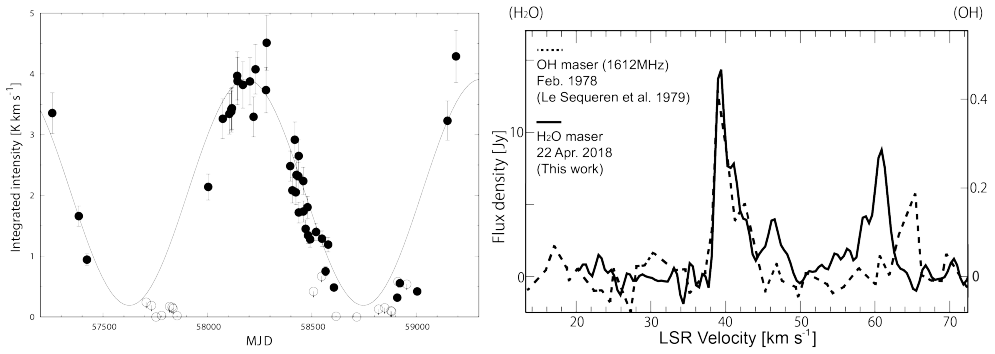 5
4
3
2
1
0
Integrated intensity [K km s-1]
57500
58000
58500
59000
MJD
(H2O)
(OH)
OH maser (1612MHz)
Feb. 1978
(Le Sequeren et al. 1979)
H2O maser
22 Apr. 2018
(This work)
10
0
Flux density [Jy]
0.4
0.2
0
20
30
40
50
60
70
LSR Velocity [km s-1]